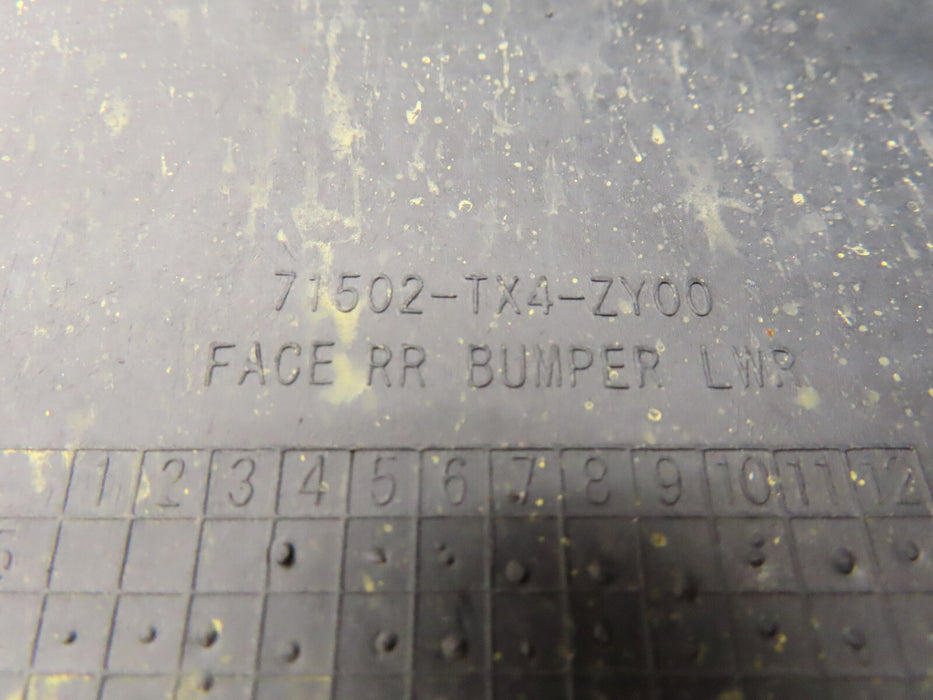 71502-TX4-ZY00
FACE RR BUMPER LWR
1 2 3 4 5 6 7 8 9 10 11 12